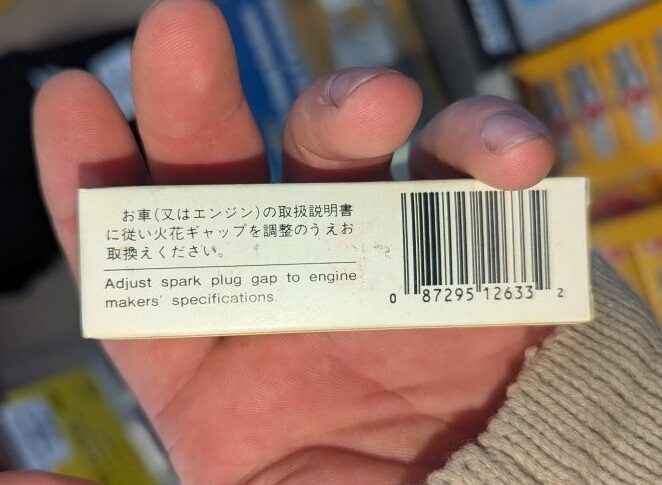 お車(又はエンジン)の取扱説明書
に従い火花ギャップを調整のうえお
取換えください。
Adjust spark plug gap to engine
makers' specifications.
0 87295 12633 2